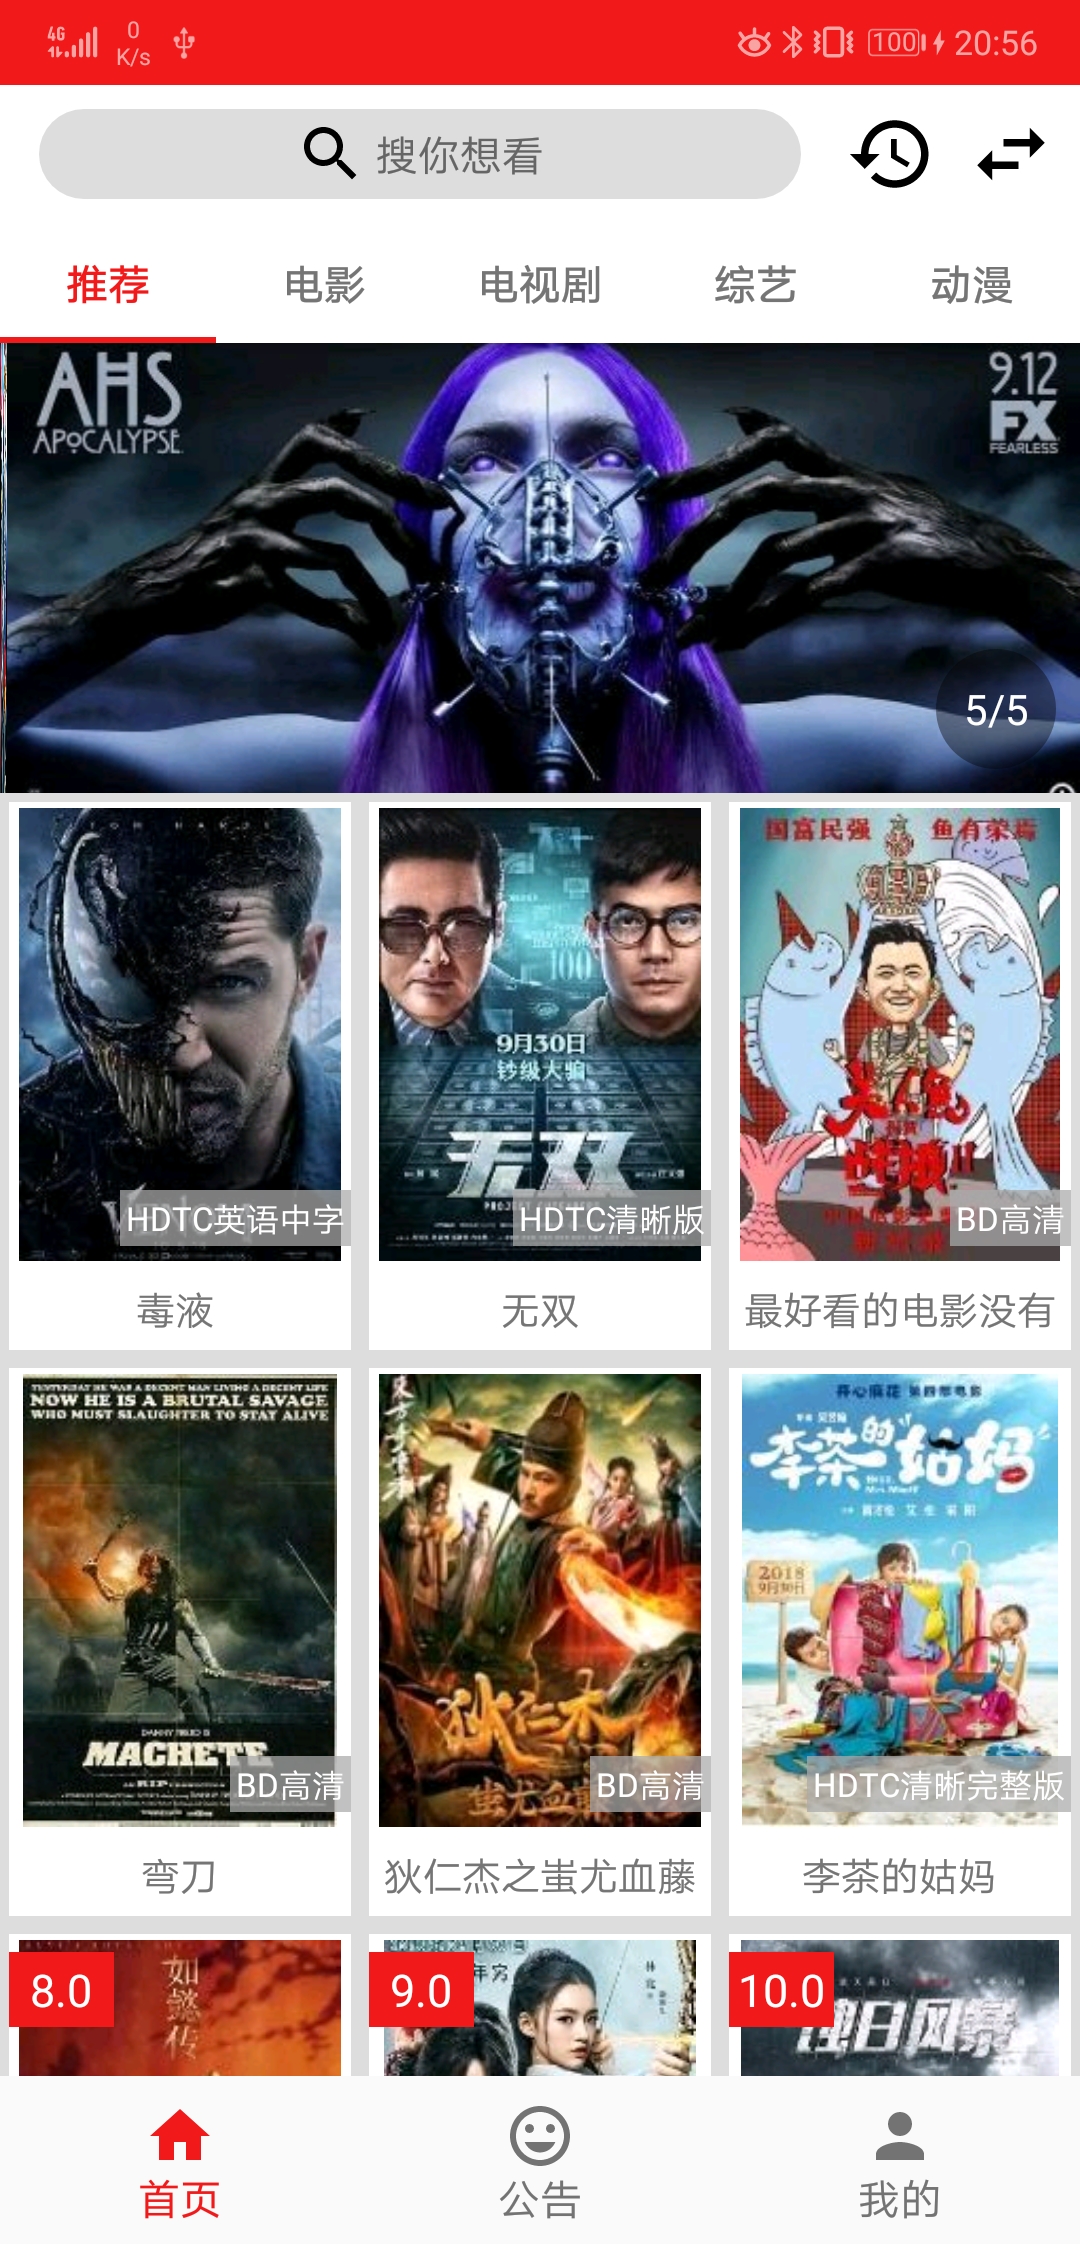 4G
0
K/s
100
20:56
搜你想看
推荐
电影
电视剧
综艺
动漫
AHS
APOCALYPSE
9.12
FX
FEARLESS
5/5
9月30日
钞级大骗
无双
HDTC英语中字
HDTC清晰版
国富民强
鱼有荣焉
BD高清
毒液
无双
最好看的电影没有
YESTERDAY HE WAS A DECENT MAN LIVING A DECENT LIFE
NOW HE IS A BRUTAL SAVAGE
WHO MUST SLAUGHTER TO STAY ALIVE
MACHETE
BD高清
狄仁杰
BD高清
开心麻花
李茶的姑妈
2018
9月30日
HDTC清晰完整版
弯刀
狄仁杰之蚩尤血藤
李茶的姑妈
8.0
如懿传
9.0
10.0
首页
公告
我的